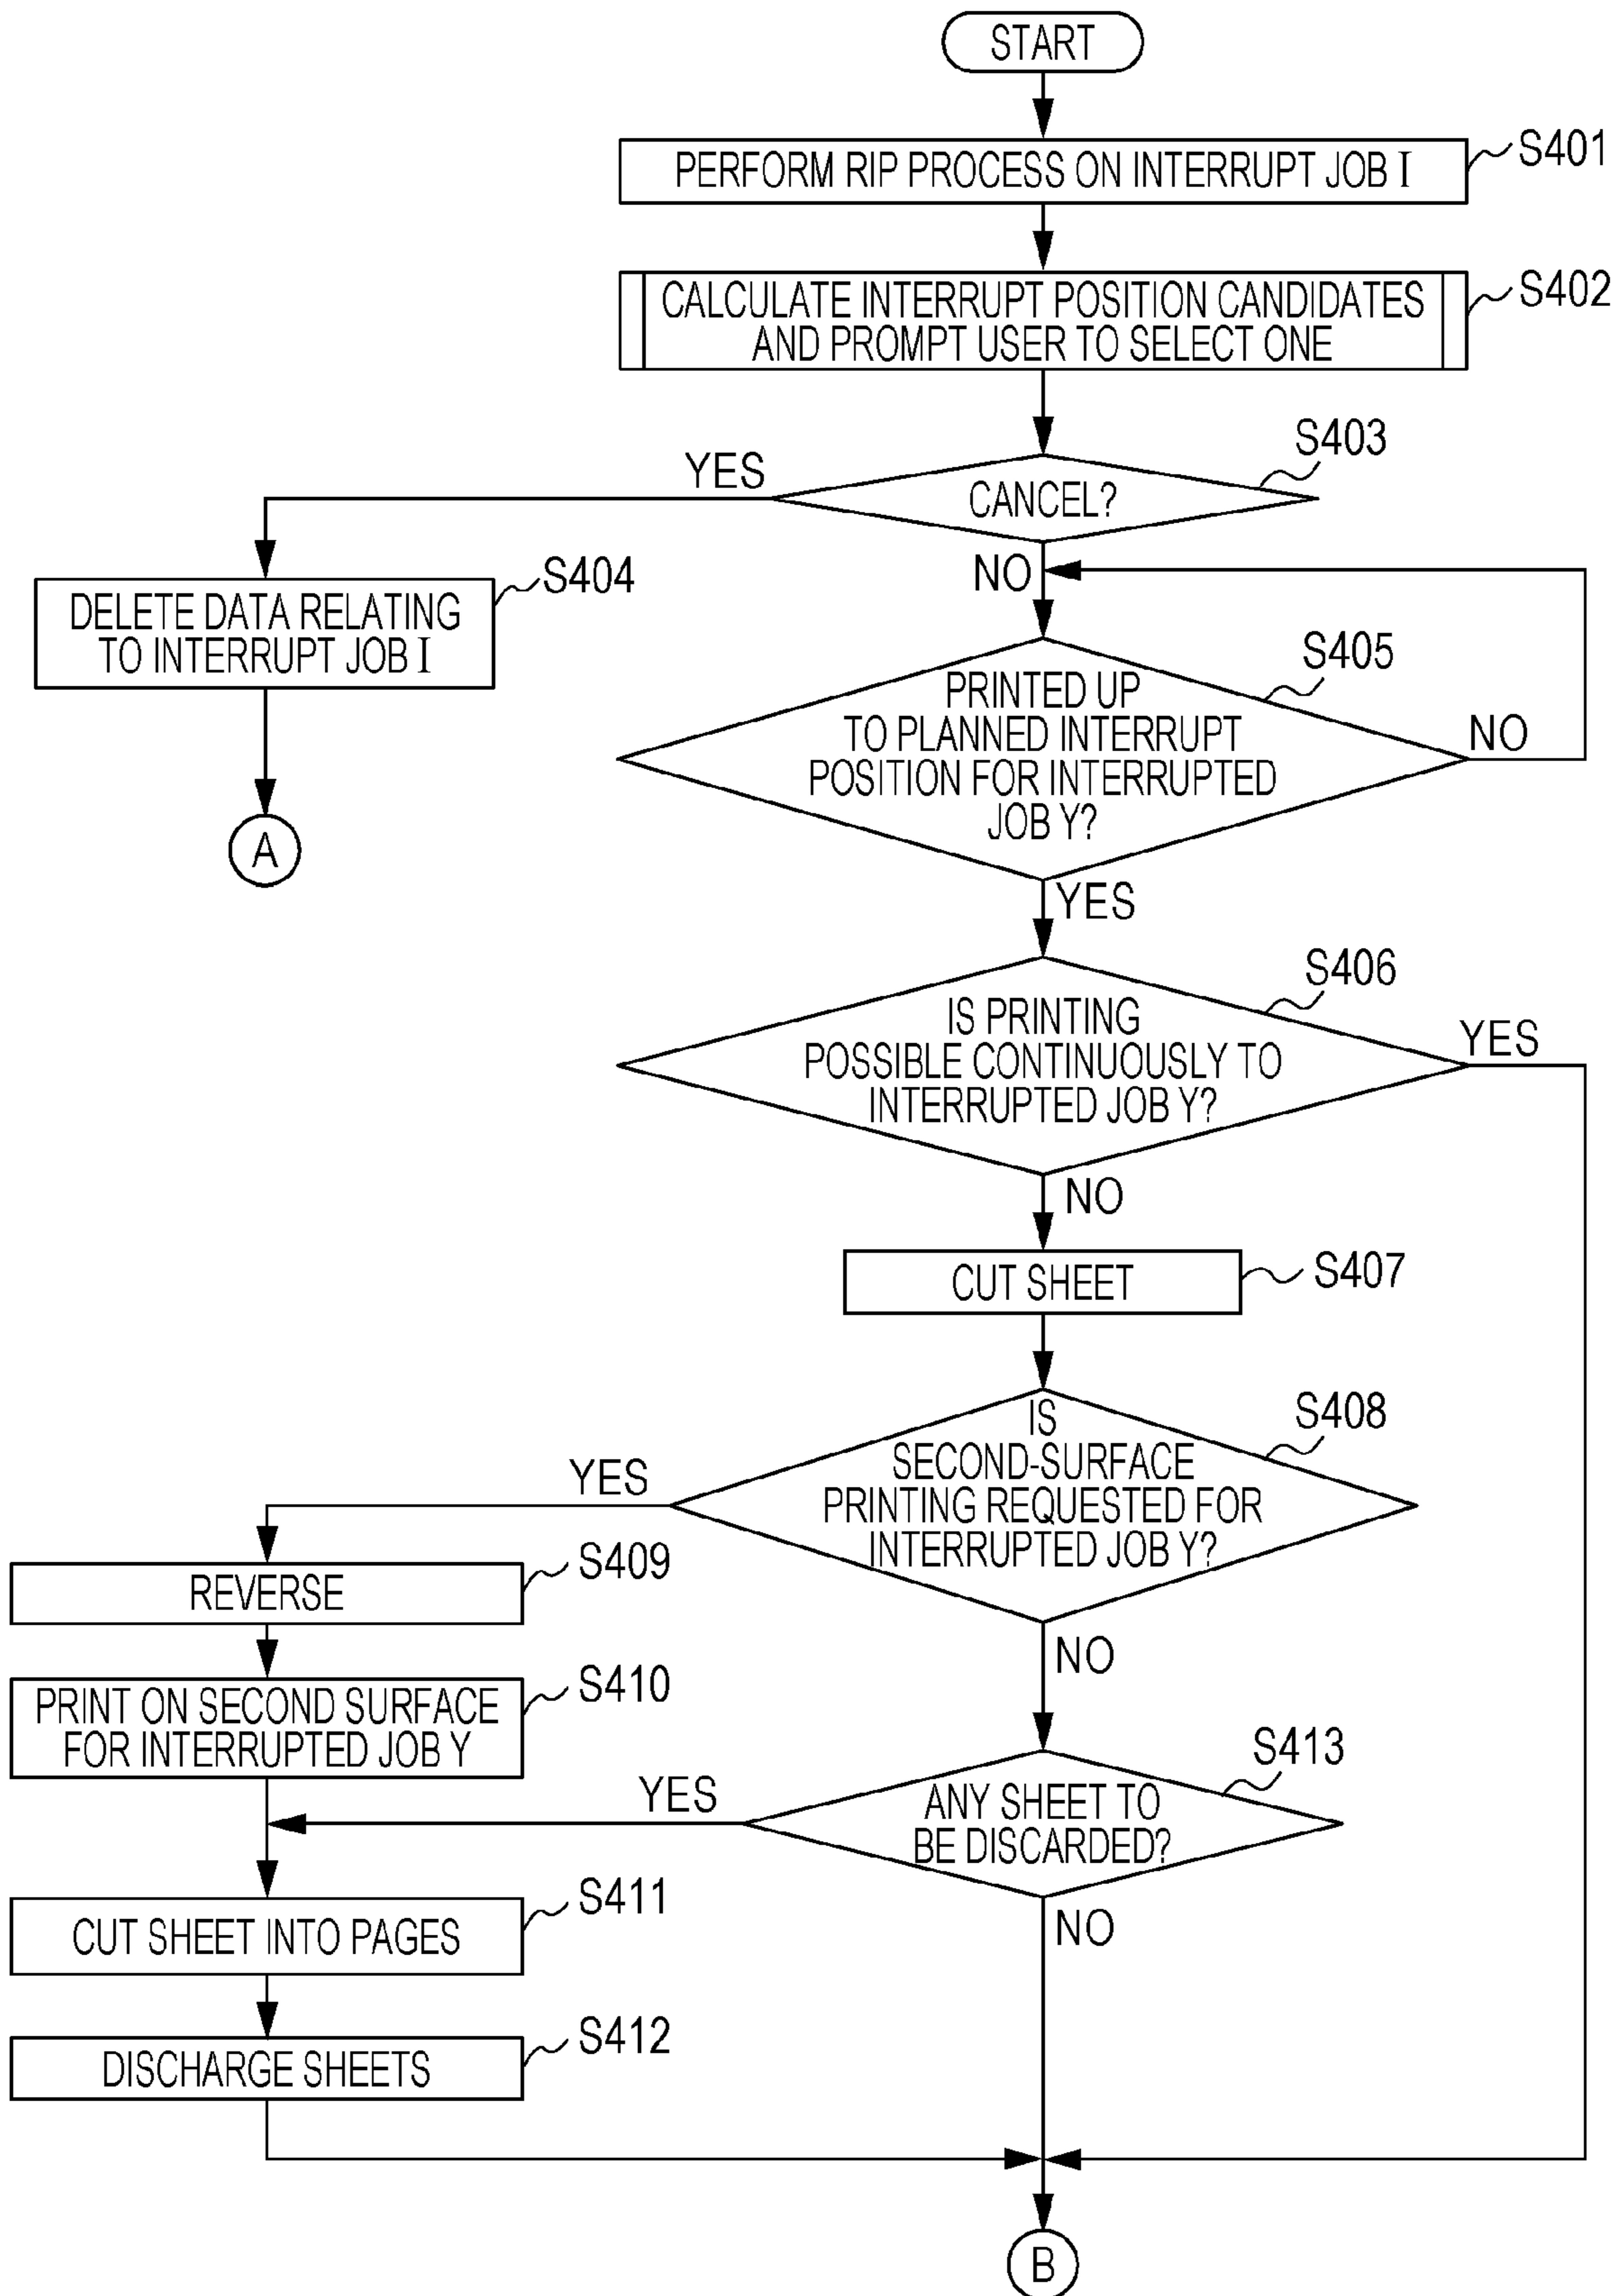 START
PERFORM RIP PROCESS ON INTERRUPT JOB I
S401
CALCULATE INTERRUPT POSITION CANDIDATES
AND PROMPT USER TO SELECT ONE
S402
S403
YES
CANCEL?
NO
S404
DELETE DATA RELATING
TO INTERRUPT JOB I
A
S405
PRINTED UP
TO PLANNED INTERRUPT
POSITION FOR INTERRUPTED
JOB Y?
NO
YES
S406
IS PRINTING
POSSIBLE CONTINUOUSLY TO
INTERRUPTED JOB Y?
YES
NO
CUT SHEET
S407
S408
IS
SECOND-SURFACE
PRINTING REQUESTED FOR
INTERRUPTED JOB Y?
YES
NO
S409
REVERSE
S410
PRINT ON SECOND SURFACE
FOR INTERRUPTED JOB Y
S413
YES
ANY SHEET TO
BE DISCARDED?
NO
S411
CUT SHEET INTO PAGES
S412
DISCHARGE SHEETS
B